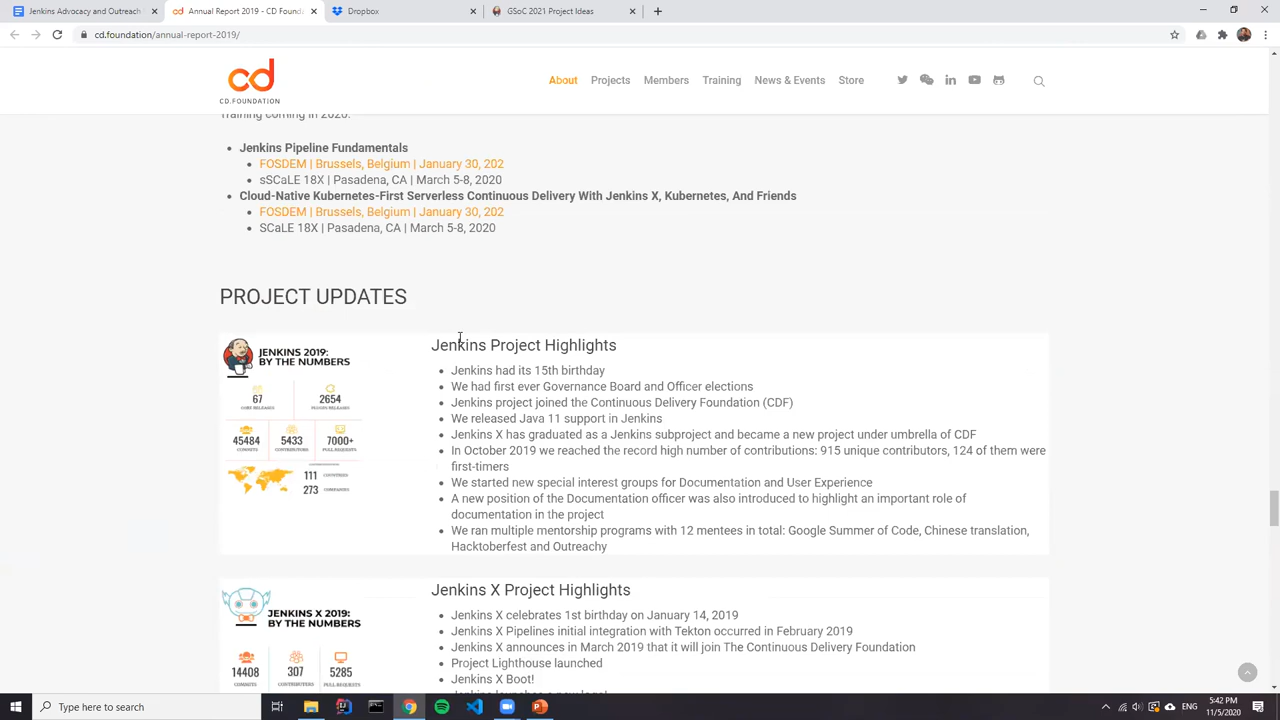 Jenkins Advocacy and Outreach
Annual Report 2019 - CD Found
Dropbox
GSoC 2021 Project Ideas
cd.foundation/annual-report-2019/
cd
CD.FOUNDATION
About
Projects
Members
Training
News & Events
Store
Training coming in 2020.
Jenkins Pipeline Fundamentals
FOSDEM | Brussels, Belgium | January 30, 202
sSCaLE 18X | Pasadena, CA | March 5-8, 2020
Cloud-Native Kubernetes-First Serverless Continuous Delivery With Jenkins X, Kubernetes, And Friends
FOSDEM | Brussels, Belgium | January 30, 202
SCaLE 18X | Pasadena, CA | March 5-8, 2020
PROJECT UPDATES
JENKINS 2019:
BY THE NUMBERS
67
2654
CORE RELEASES
45484
5433
7000+
COMMITS
CONTRIBUTORS
PULL REQUESTS
111
COUNTRIES
273
COMPANIES
Jenkins Project Highlights
Jenkins had its 15th birthday
We had first ever Governance Board and Officer elections
Jenkins project joined the Continuous Delivery Foundation (CDF)
We released Java 11 support in Jenkins
Jenkins X has graduated as a Jenkins subproject and became a new project under umbrella of CDF
In October 2019 we reached the record high number of contributions: 915 unique contributors, 124 of them were
first-timers
We started new special interest groups for Documentation and User Experience
A new position of the Documentation officer was also introduced to highlight an important role of
documentation in the project
We ran multiple mentorship programs with 12 mentees in total: Google Summer of Code, Chinese translation,
Hacktoberfest and Outreachy
JENKINS X 2019:
BY THE NUMBERS
14408
307
5285
COMMITS
CONTRIBUTORS
PULL REQUESTS
Jenkins X Project Highlights
Jenkins X celebrates 1st birthday on January 14, 2019
Jenkins X Pipelines initial integration with Tekton occurred in February 2019
Jenkins X announces in March 2019 that it will join The Continuous Delivery Foundation
Project Lighthouse launched
Jenkins X Boot!
Type here to search
ENG
5:42 PM
11/5/2020